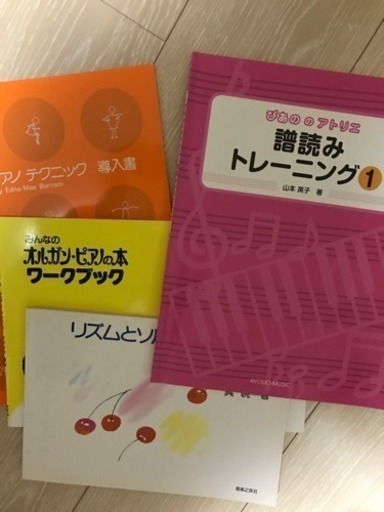 アノ テクニック 導入書
y Edna Mae Burnam
みんなの
オルガン・ピアノの本
ワークブック
リズムとソル
音楽之友社
ぴあののアトリエ
譜読み
トレーニング1
山本 英子 著
KYODO MUSIC